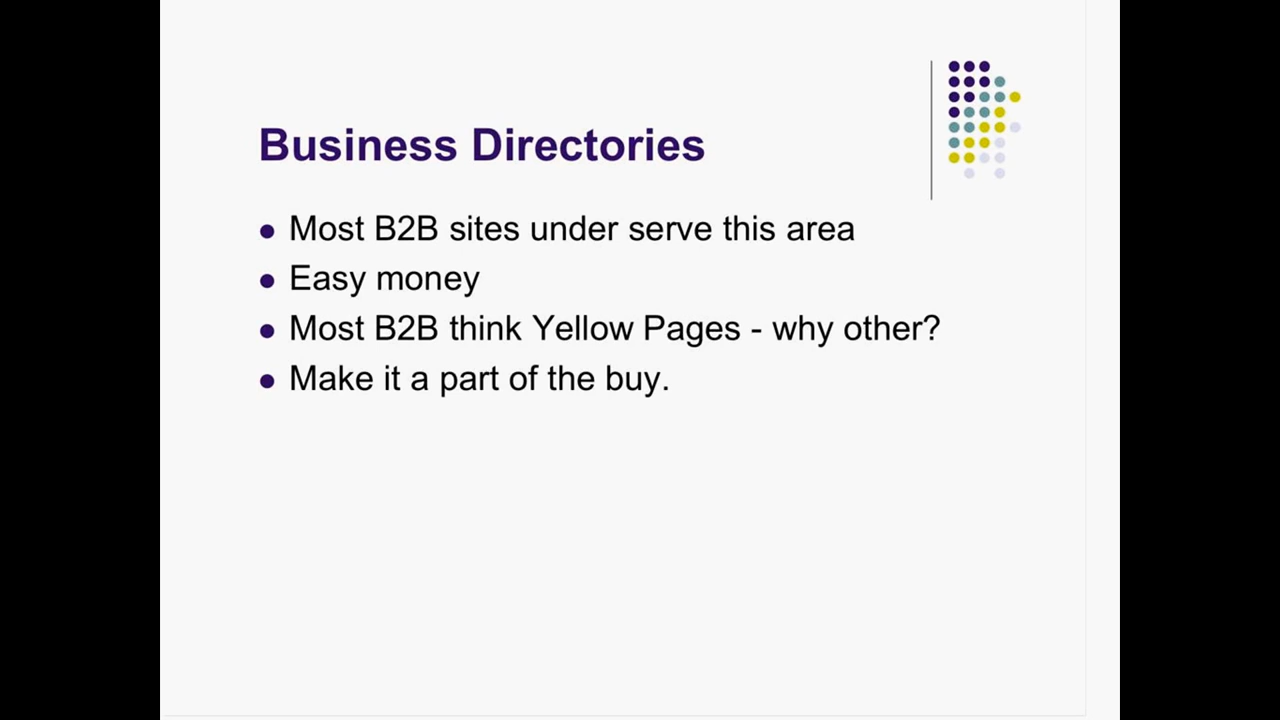 Business Directories
Most B2B sites under serve this area
Easy money
Most B2B think Yellow Pages - why other?
Make it a part of the buy.